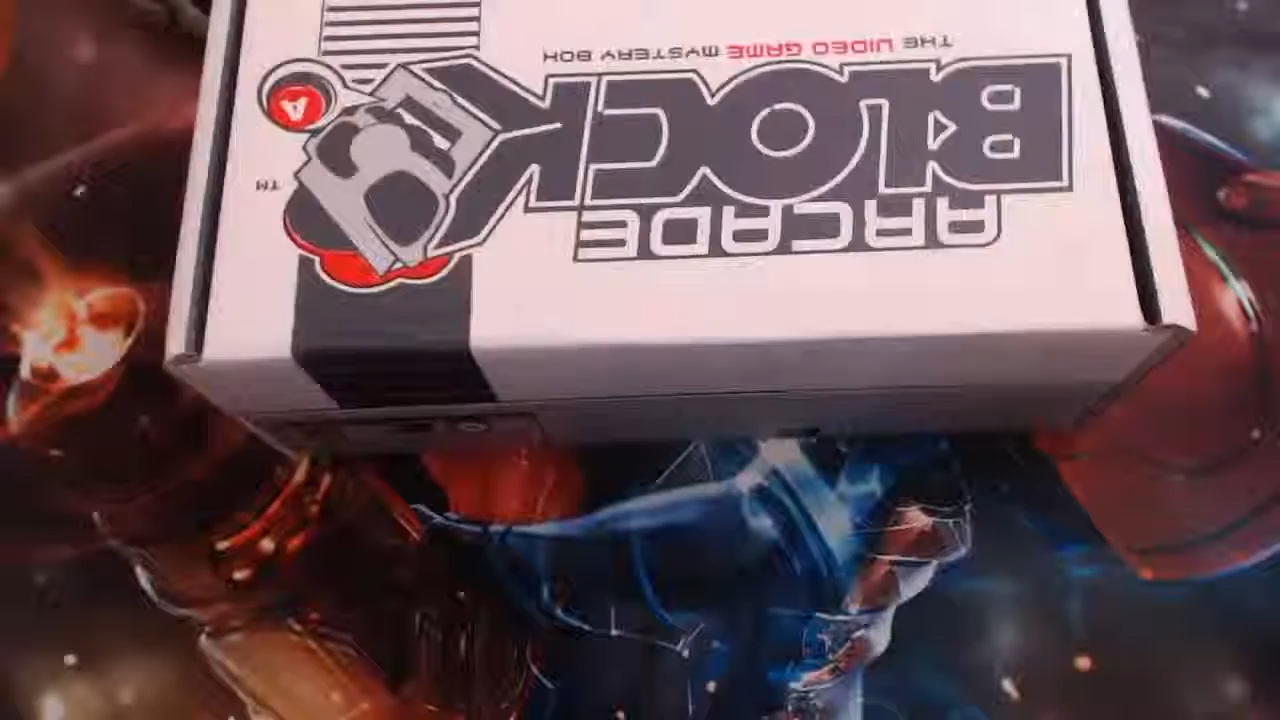 ARCADE
BLOCK
THE VIDEO GAME MYSTERY BOX
A
TM